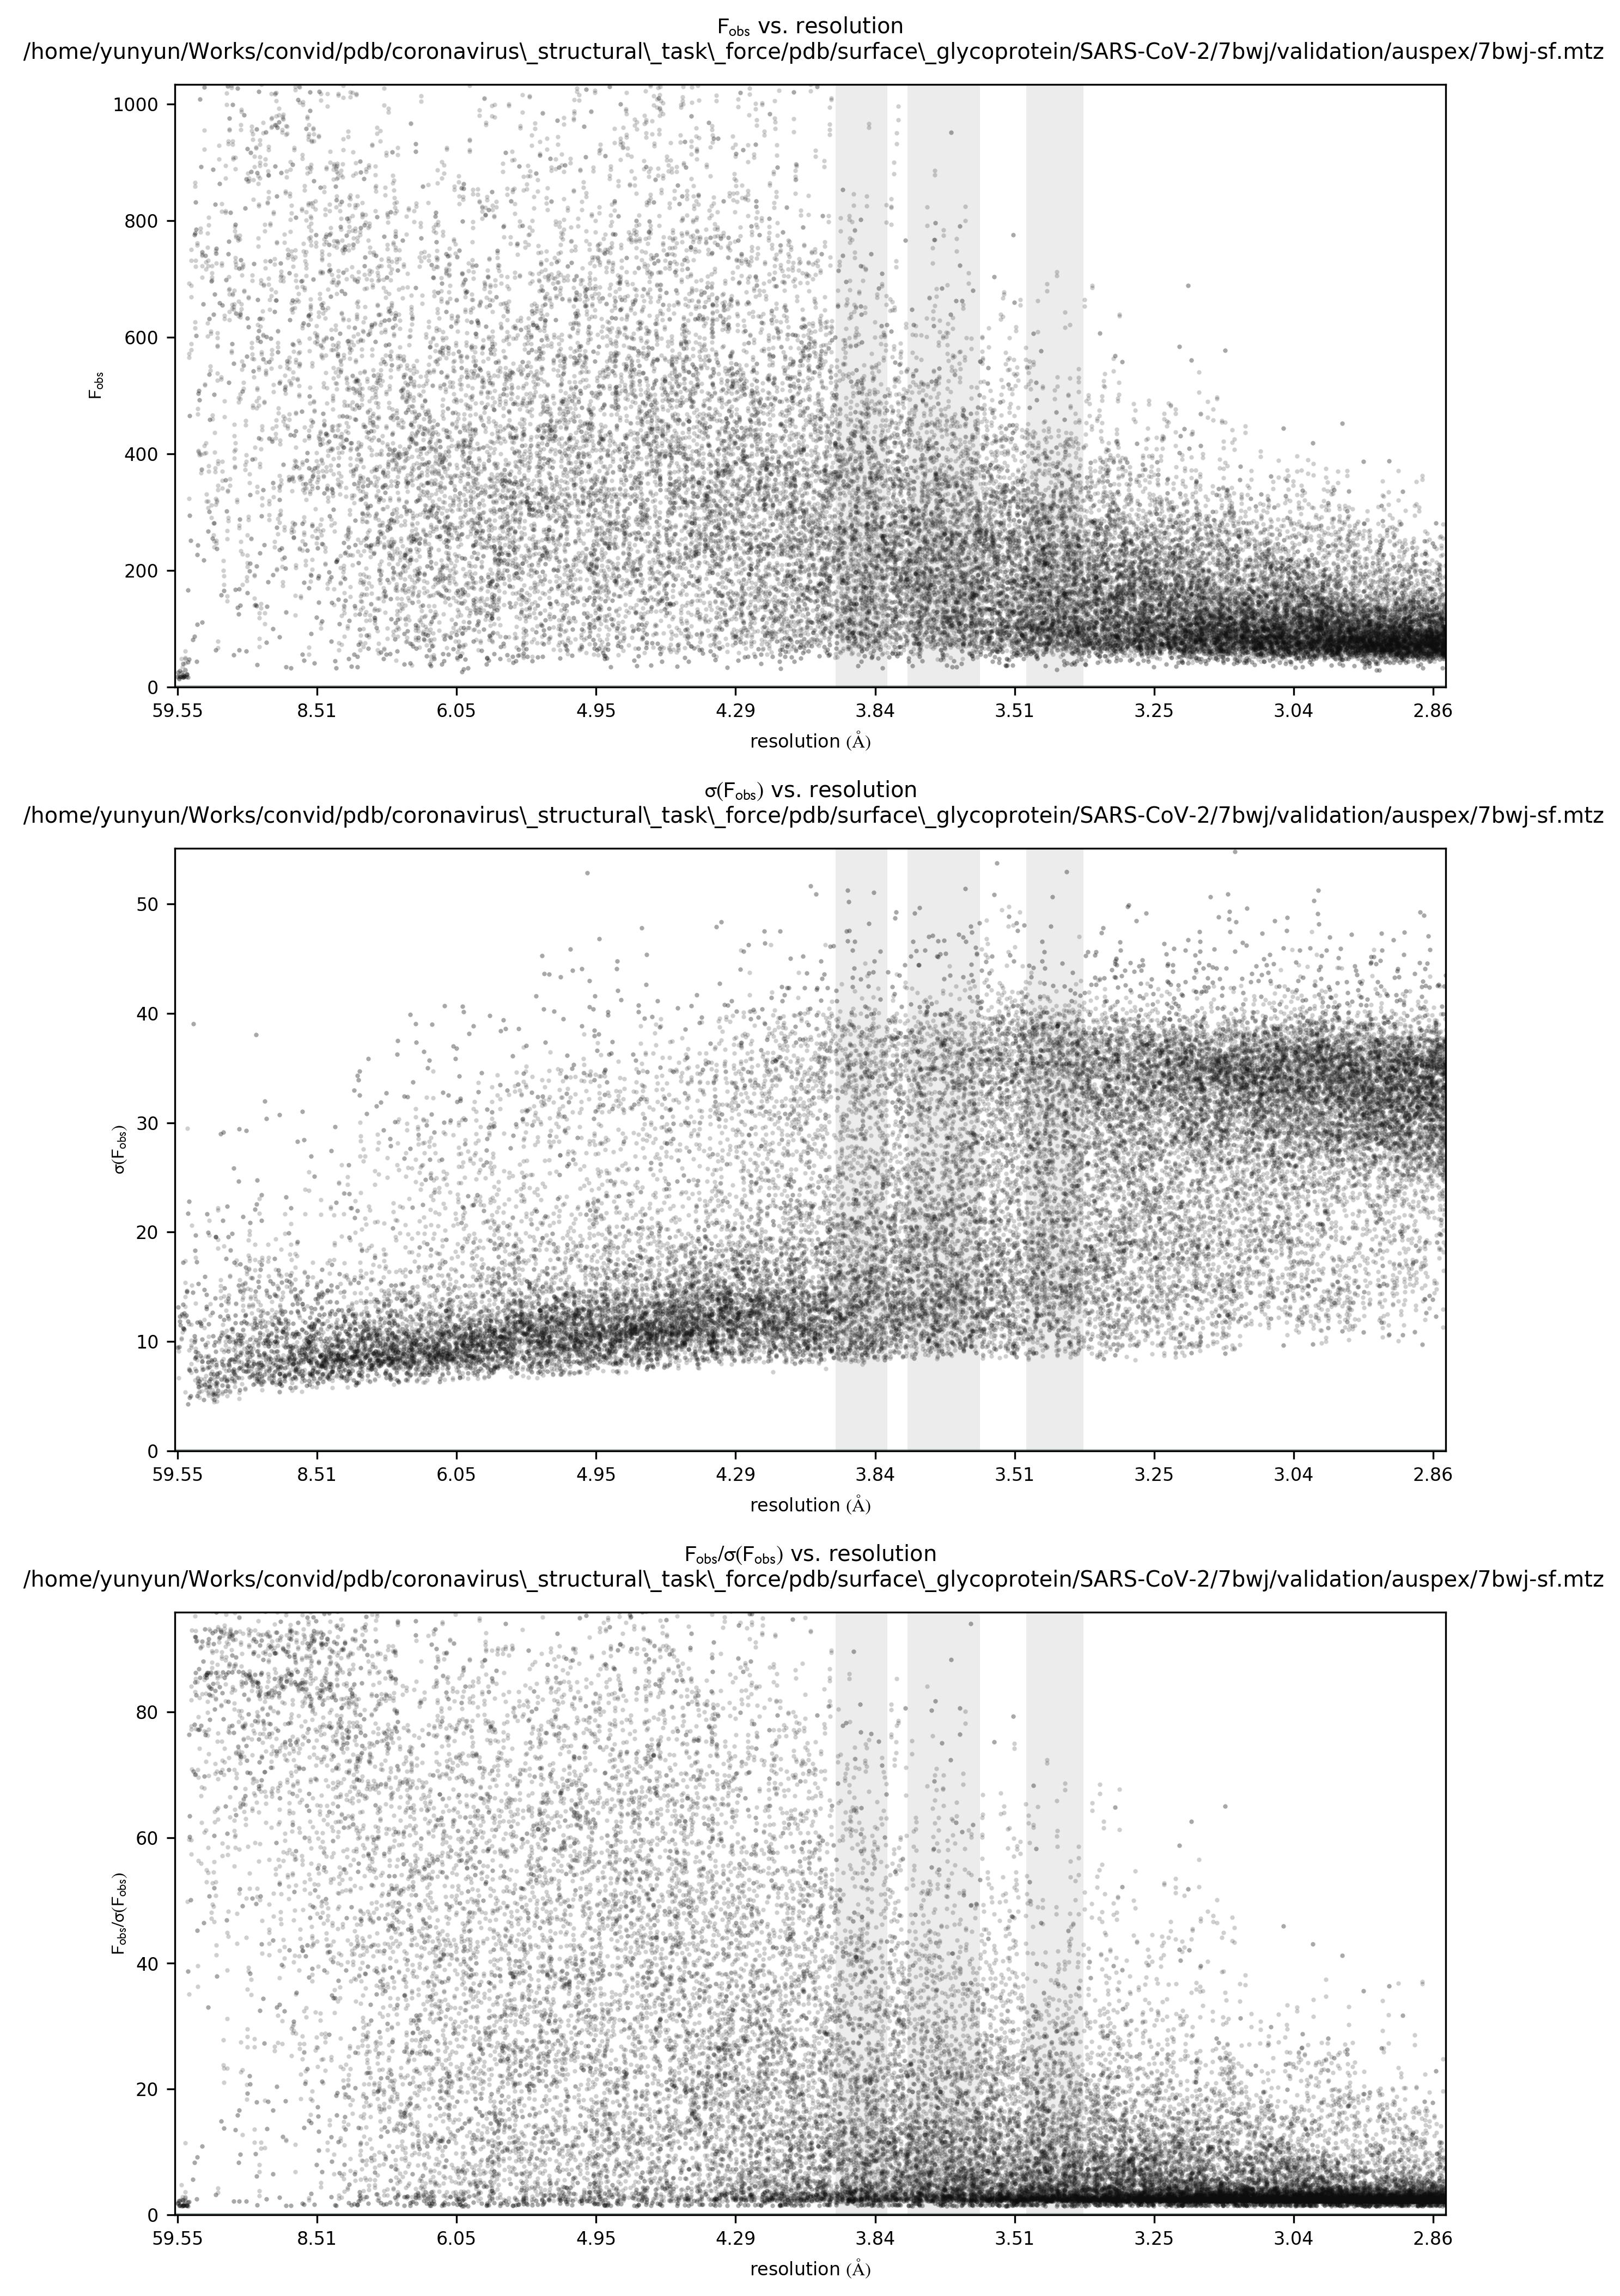 Fobs vs. resolution
/home/yunyun/Works/convid/pdb/coronavirus\_structural\_task\_force/pdb/surface\_glycoprotein/SARS-CoV-2/7bwj/validation/auspex/7bwj-sf.mtz
1000
800
600
400
200
0
Fobs
59.55 8.51 6.05 4.95 4.29 3.84 3.51 3.25 3.04 2.86
resolution (Å)
σ(Fobs) vs. resolution
/home/yunyun/Works/convid/pdb/coronavirus\_structural\_task\_force/pdb/surface\_glycoprotein/SARS-CoV-2/7bwj/validation/auspex/7bwj-sf.mtz
50
40
30
20
10
0
σ(Fobs)
59.55 8.51 6.05 4.95 4.29 3.84 3.51 3.25 3.04 2.86
resolution (Å)
Fobs/σ(Fobs) vs. resolution
/home/yunyun/Works/convid/pdb/coronavirus\_structural\_task\_force/pdb/surface\_glycoprotein/SARS-CoV-2/7bwj/validation/auspex/7bwj-sf.mtz
80
60
40
20
0
Fobs/σ(Fobs)
59.55 8.51 6.05 4.95 4.29 3.84 3.51 3.25 3.04 2.86
resolution (Å)